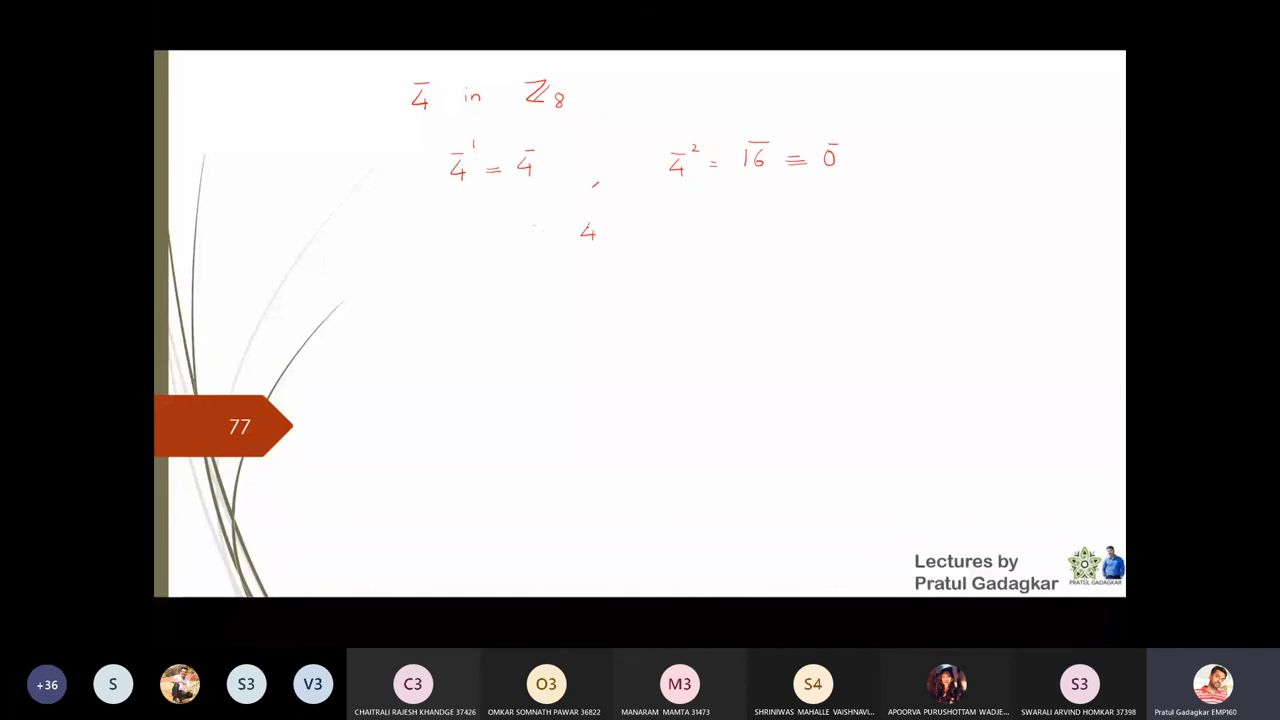 4̄ in ℤ₈
4̄¹ = 4̄ , 4̄² = 1̅6̅ ≡ 0̄
∴ 4
77
Lectures by
Pratul Gadagkar
PRATUL GADAGKAR
+36 S S3 V3 C3 O3 M3 S4 S3
CHAITRALI RAJESH KHANDGE 37426 OMKAR SOMNATH PAWAR 36822 MANARAM MAMTA 31473 SHRINIWAS MAHALLE VAISHNAVI... APOORVA PURUSHOTTAM WADJE... SWARALI ARVIND HOMKAR 37398 Pratul Gadagkar EMP160